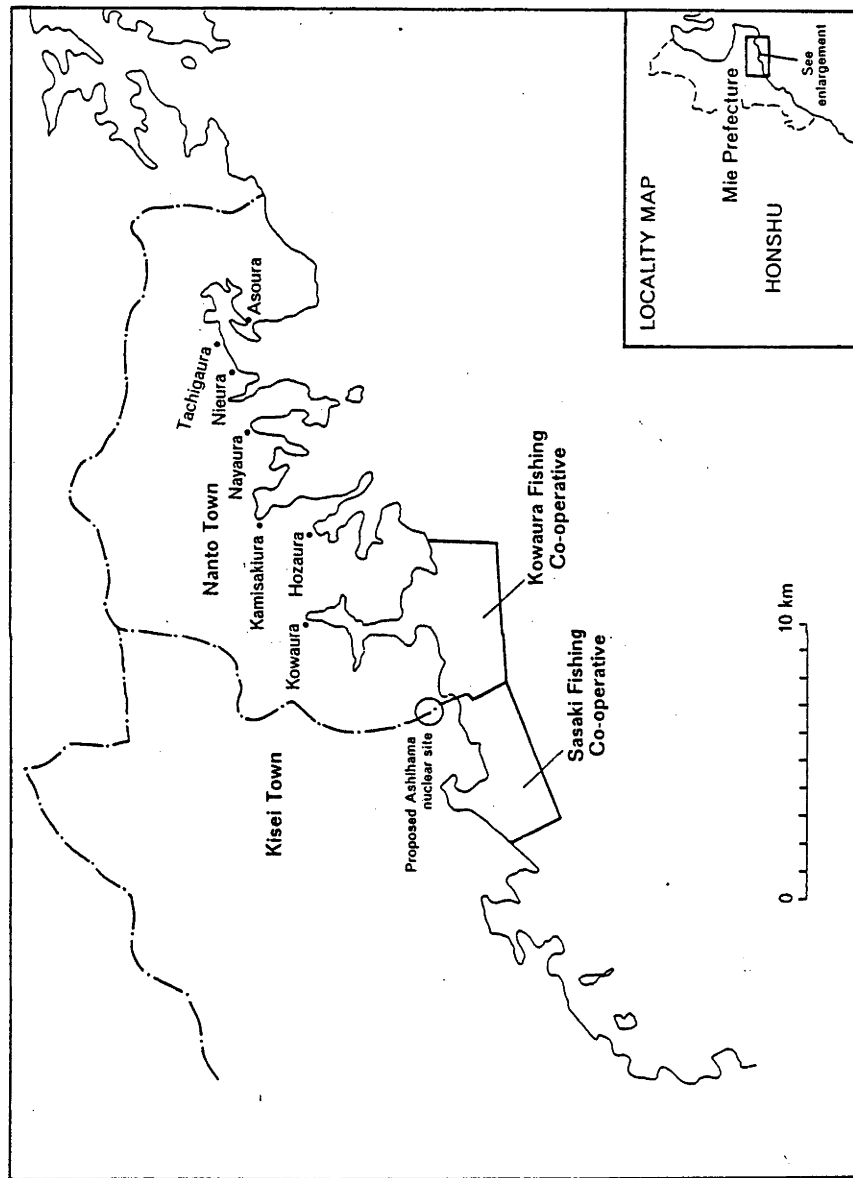 Kisei Town
Nanto Town
Tachigaura
Nieura
Asoura
Nayaura
Kamisakiura
Hozaura
Kowaura
Proposed Ashihama
nuclear site
Kowaura Fishing
Co-operative
Sasaki Fishing
Co-operative
0
10 km
LOCALITY MAP
Mie Prefecture
HONSHU
See
enlargement